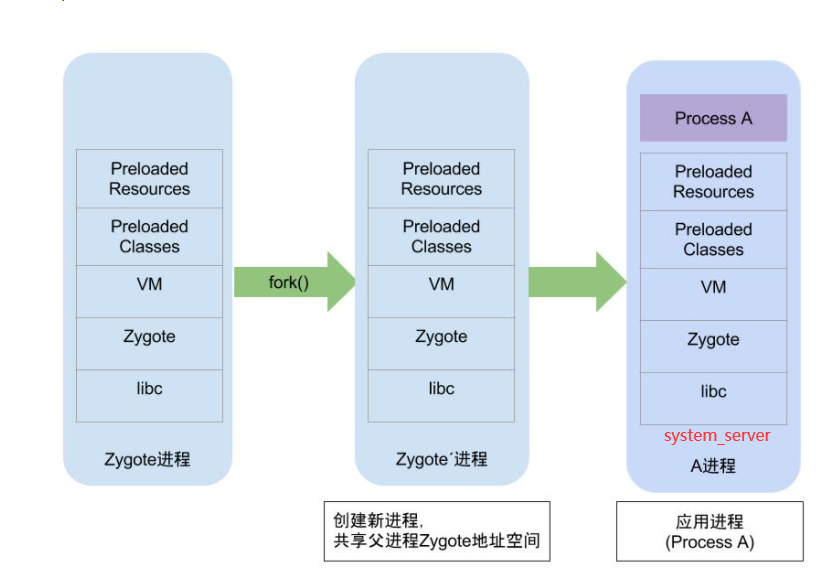 Preloaded
Resources
Preloaded
Classes
VM
Zygote
libc
Zygote进程
fork()
Preloaded
Resources
Preloaded
Classes
VM
Zygote
libc
Zygote´进程
创建新进程,
共享父进程Zygote地址空间
Process A
Preloaded
Resources
Preloaded
Classes
VM
Zygote
libc
system_server
A进程
应用进程
(Process A)